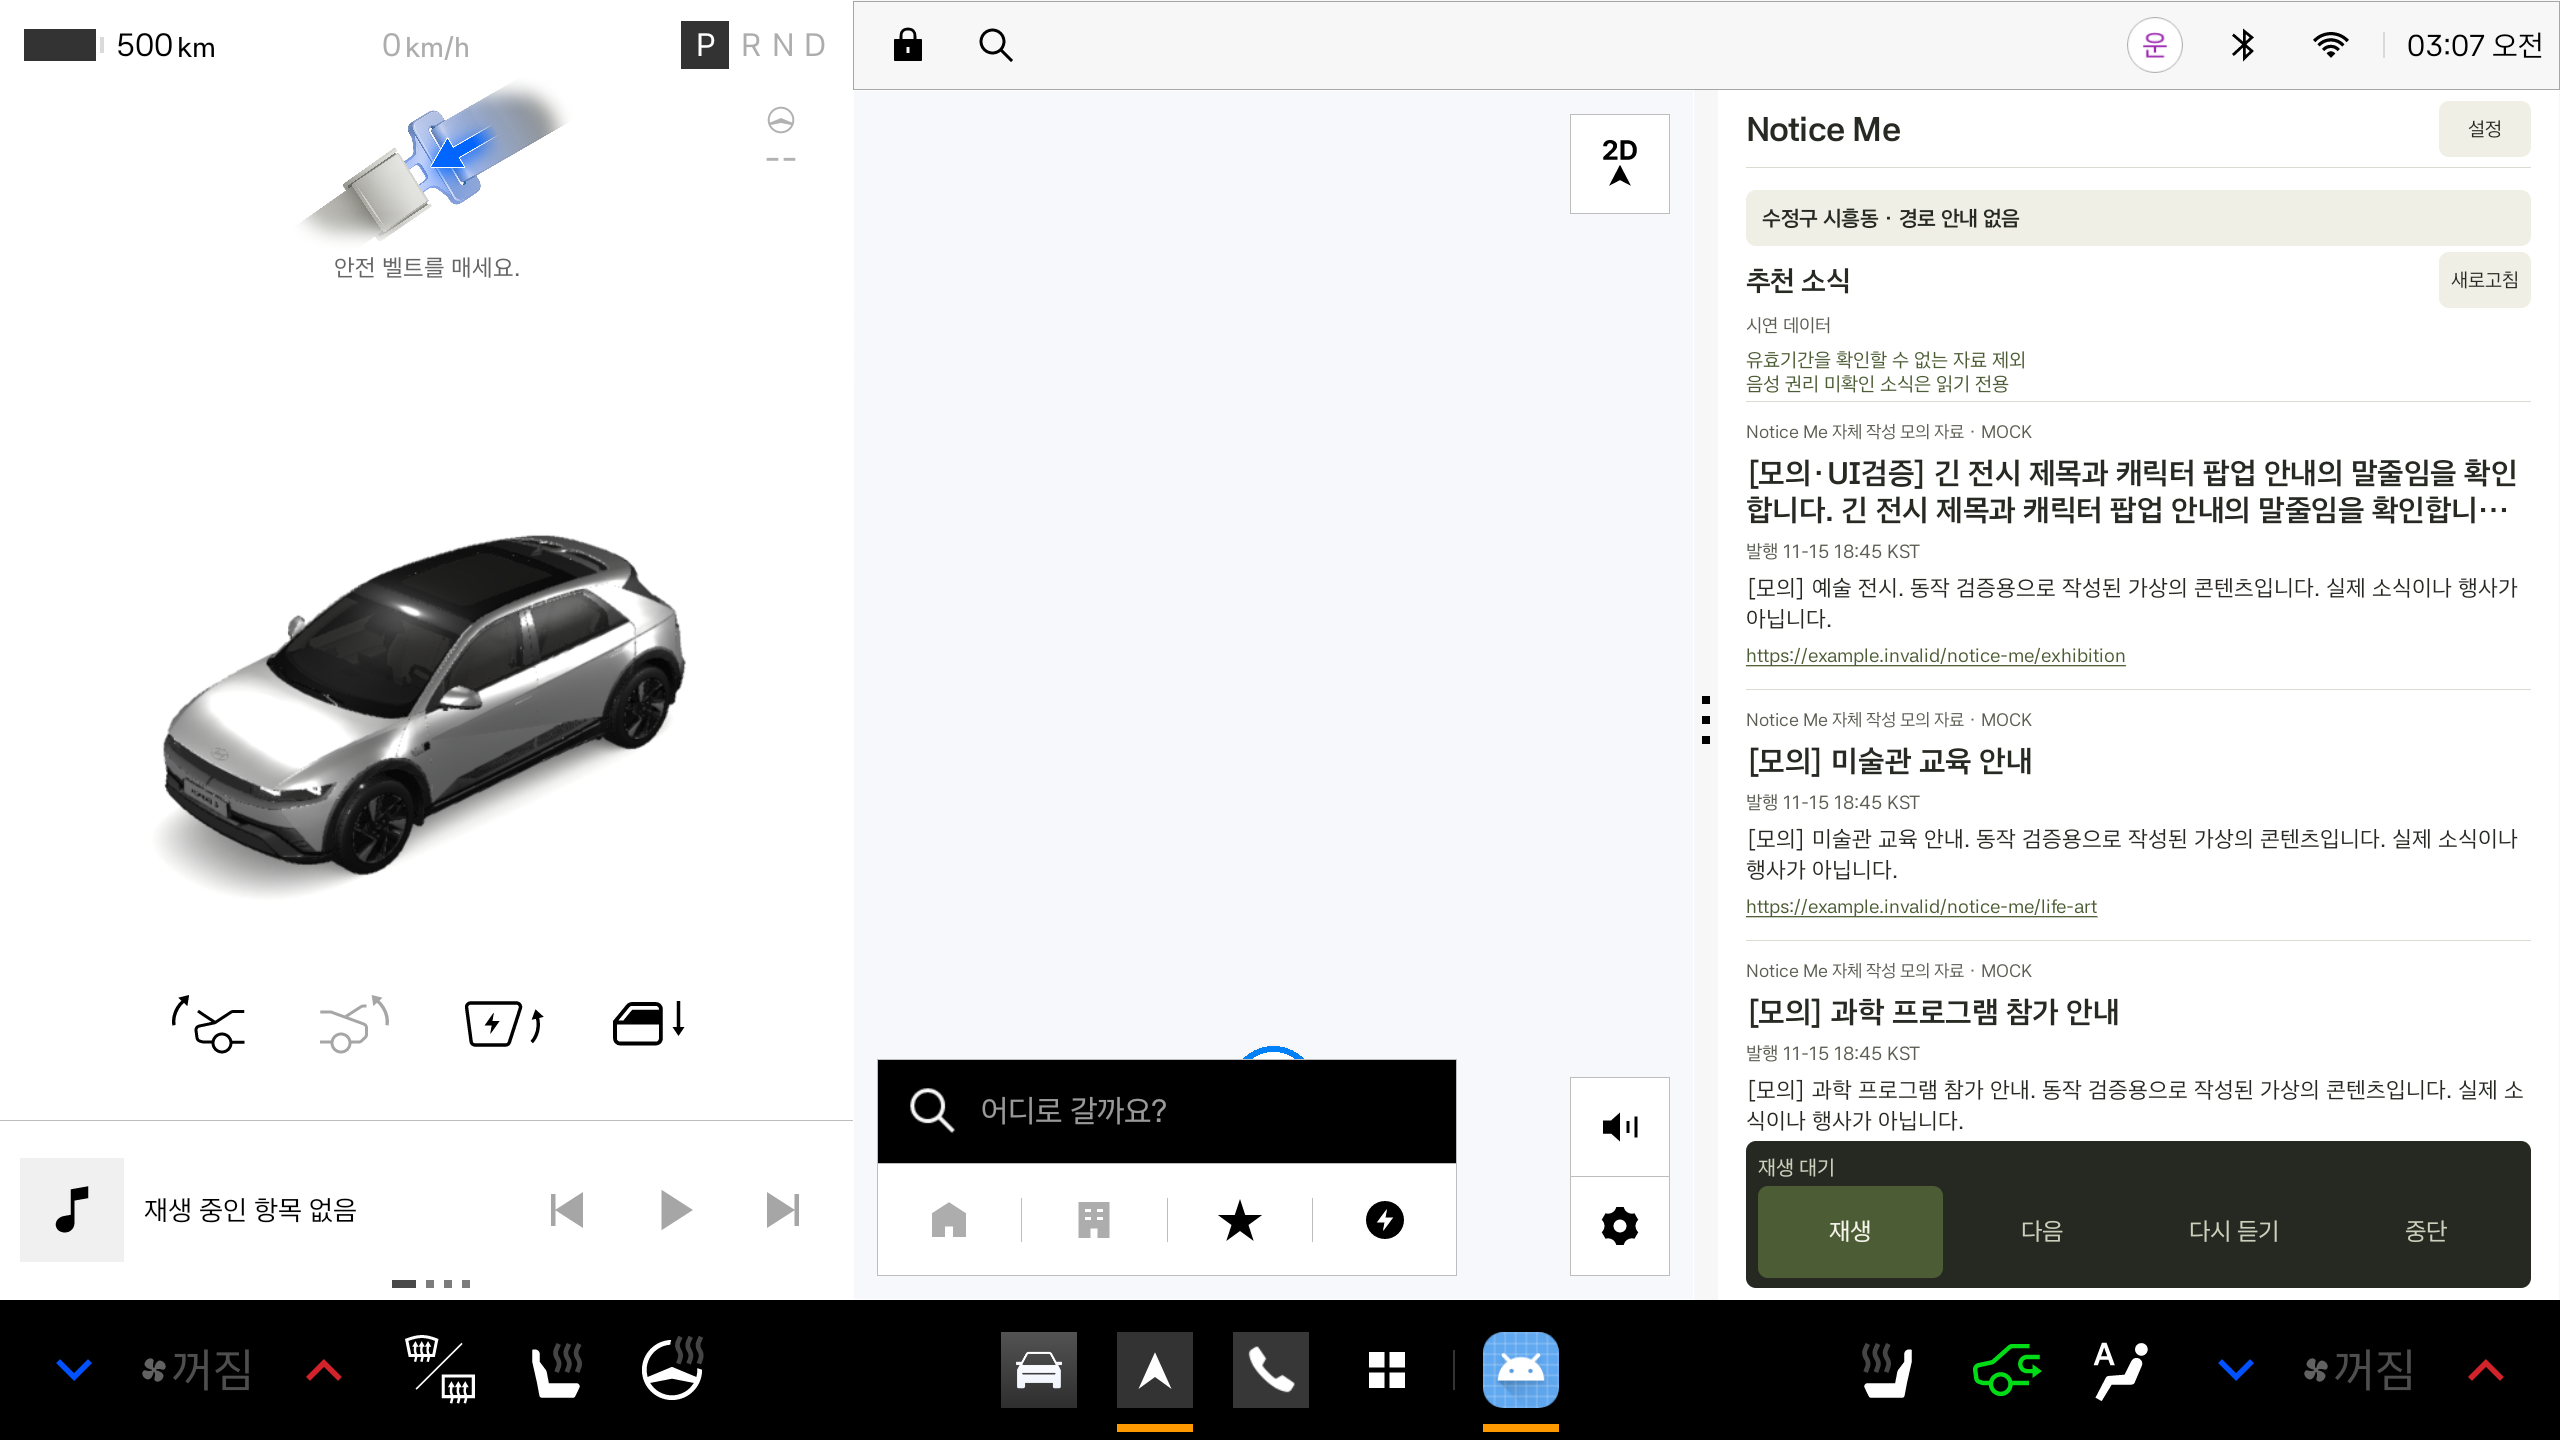 500 km
0 km/h
P R N D
안전 벨트를 매세요.
재생 중인 항목 없음
운
03:07 오전
2D
어디로 갈까요?
Notice Me
설정
수정구 시흥동 · 경로 안내 없음
추천 소식
새로고침
시연 데이터
유효기간을 확인할 수 없는 자료 제외
음성 권리 미확인 소식은 읽기 전용
Notice Me 자체 작성 모의 자료 · MOCK
[모의·UI검증] 긴 전시 제목과 캐릭터 팝업 안내의 말줄임을 확인
합니다. 긴 전시 제목과 캐릭터 팝업 안내의 말줄임을 확인합니…
발행 11-15 18:45 KST
[모의] 예술 전시. 동작 검증용으로 작성된 가상의 콘텐츠입니다. 실제 소식이나 행사가
아닙니다.
https://example.invalid/notice-me/exhibition
Notice Me 자체 작성 모의 자료 · MOCK
[모의] 미술관 교육 안내
발행 11-15 18:45 KST
[모의] 미술관 교육 안내. 동작 검증용으로 작성된 가상의 콘텐츠입니다. 실제 소식이나
행사가 아닙니다.
https://example.invalid/notice-me/life-art
Notice Me 자체 작성 모의 자료 · MOCK
[모의] 과학 프로그램 참가 안내
발행 11-15 18:45 KST
[모의] 과학 프로그램 참가 안내. 동작 검증용으로 작성된 가상의 콘텐츠입니다. 실제 소
식이나 행사가 아닙니다.
재생 대기
재생 다음 다시 듣기 중단
꺼짐
A
꺼짐